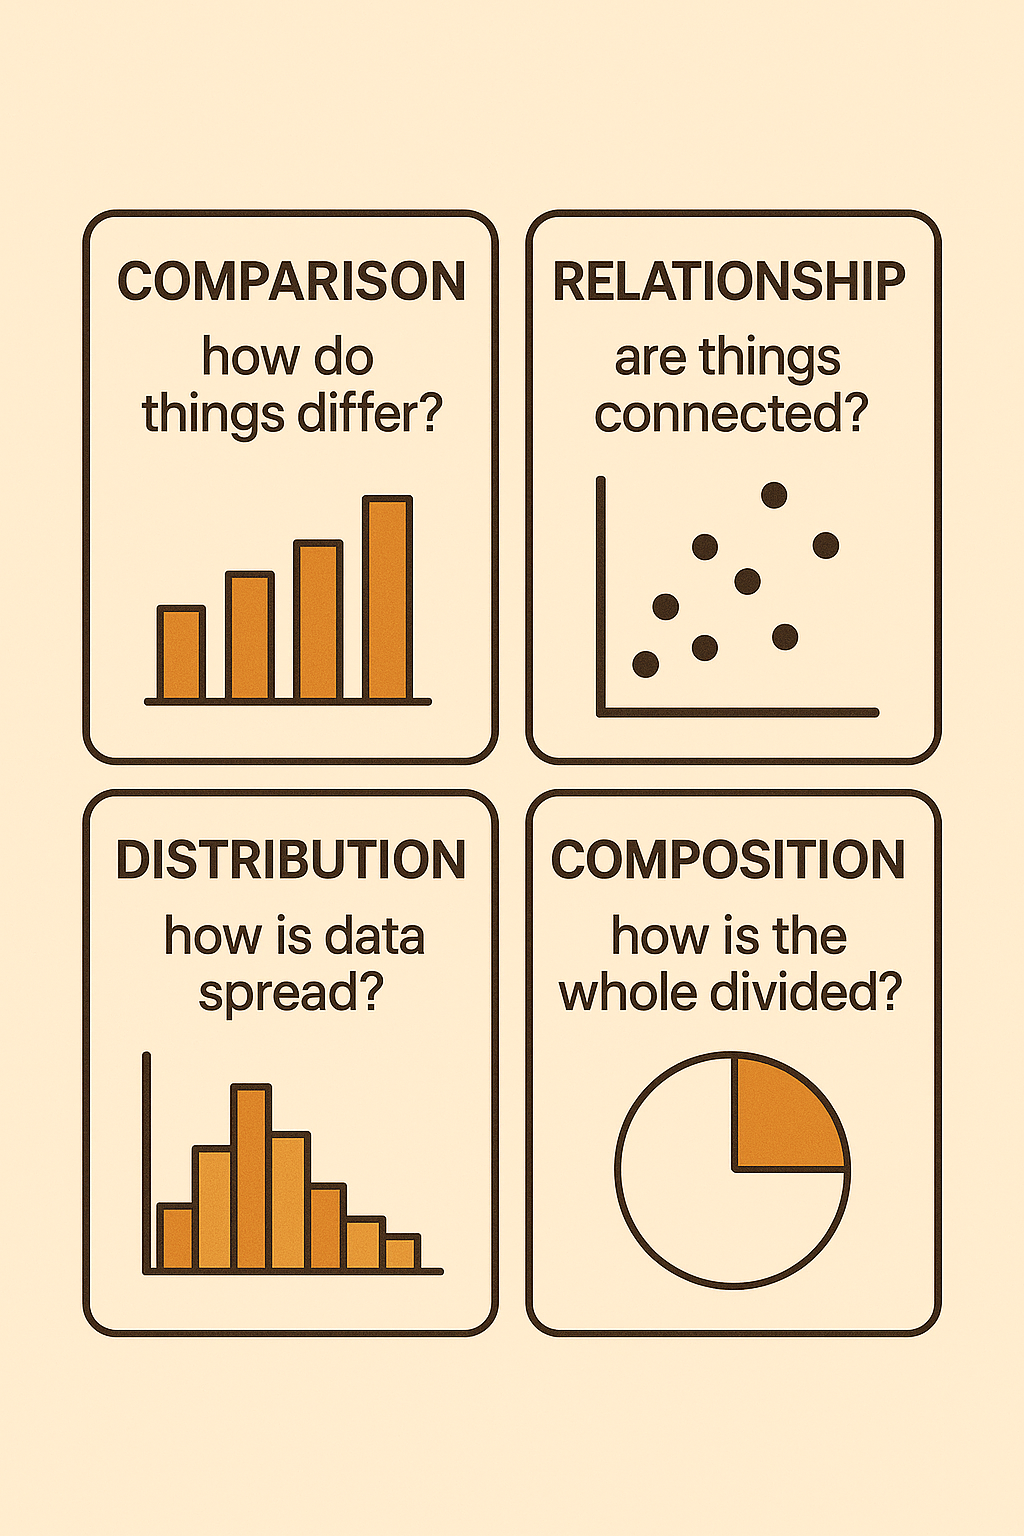 COMPARISON
how do
things differ?
RELATIONSHIP
are things
connected?
DISTRIBUTION
how is data
spread?
COMPOSITION
how is the
whole divided?